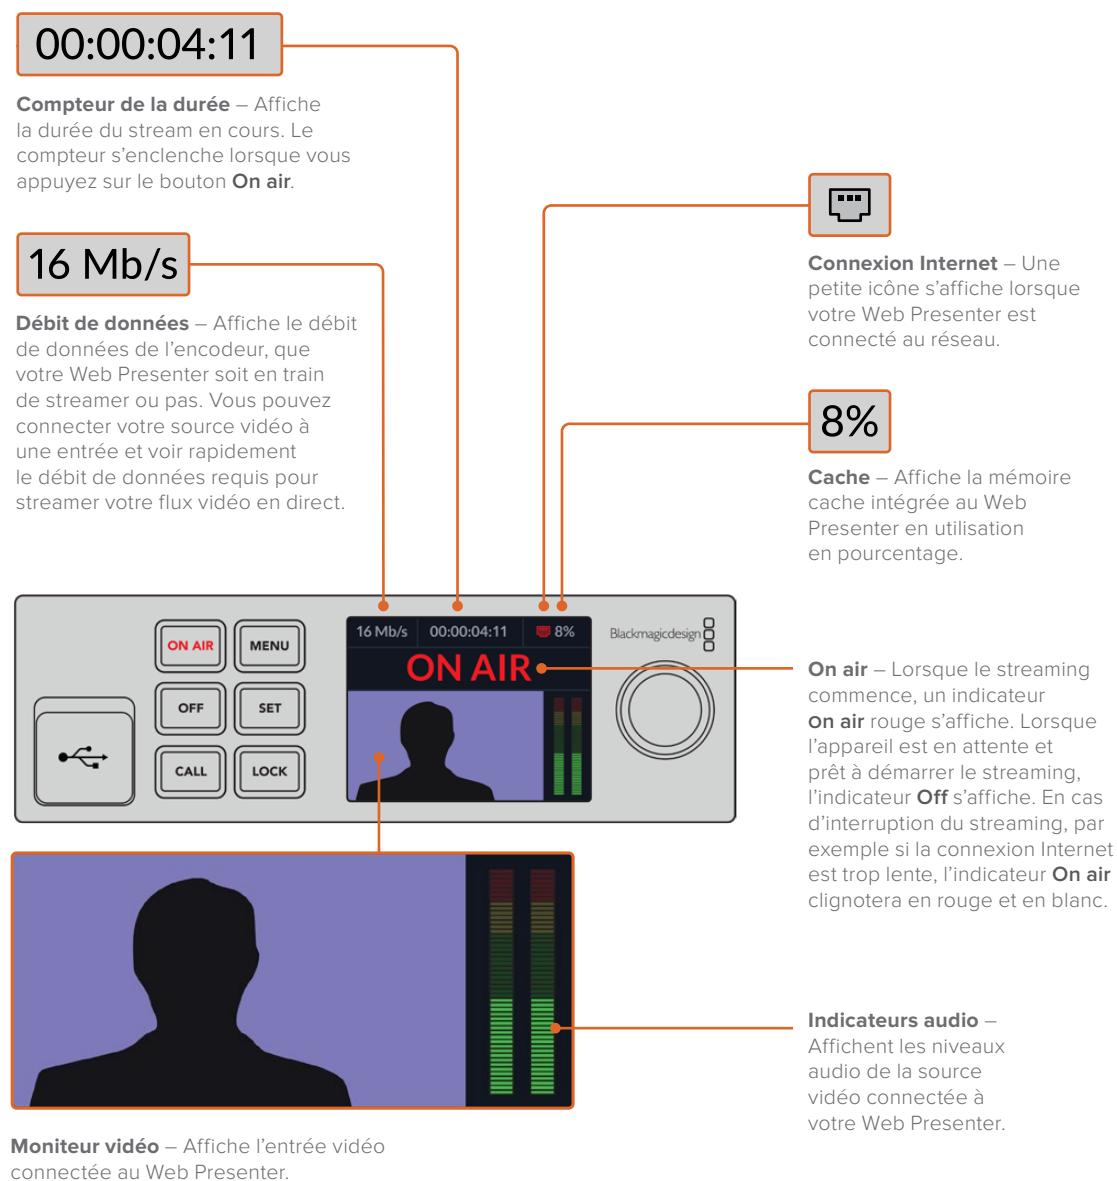 00:00:04:11
Compteur de la durée – Affiche
la durée du stream en cours. Le
compteur s’enclenche lorsque vous
appuyez sur le bouton On air.
16 Mb/s
Débit de données – Affiche le débit
de données de l’encodeur, que
votre Web Presenter soit en train
de streamer ou pas. Vous pouvez
connecter votre source vidéo à
une entrée et voir rapidement
le débit de données requis pour
streamer votre flux vidéo en direct.
Connexion Internet – Une
petite icône s’affiche lorsque
votre Web Presenter est
connecté au réseau.
8%
Cache – Affiche la mémoire
cache intégrée au Web
Presenter en utilisation
en pourcentage.
ON AIR
MENU
OFF
SET
CALL
LOCK
16 Mb/s 00:00:04:11 8%
ON AIR
Blackmagicdesign
On air – Lorsque le streaming
commence, un indicateur
On air rouge s’affiche. Lorsque
l’appareil est en attente et
prêt à démarrer le streaming,
l’indicateur Off s’affiche. En cas
d’interruption du streaming, par
exemple si la connexion Internet
est trop lente, l’indicateur On air
clignotera en rouge et en blanc.
Indicateurs audio –
Affichent les niveaux
audio de la source
vidéo connectée à
votre Web Presenter.
Moniteur vidéo – Affiche l’entrée vidéo
connectée au Web Presenter.